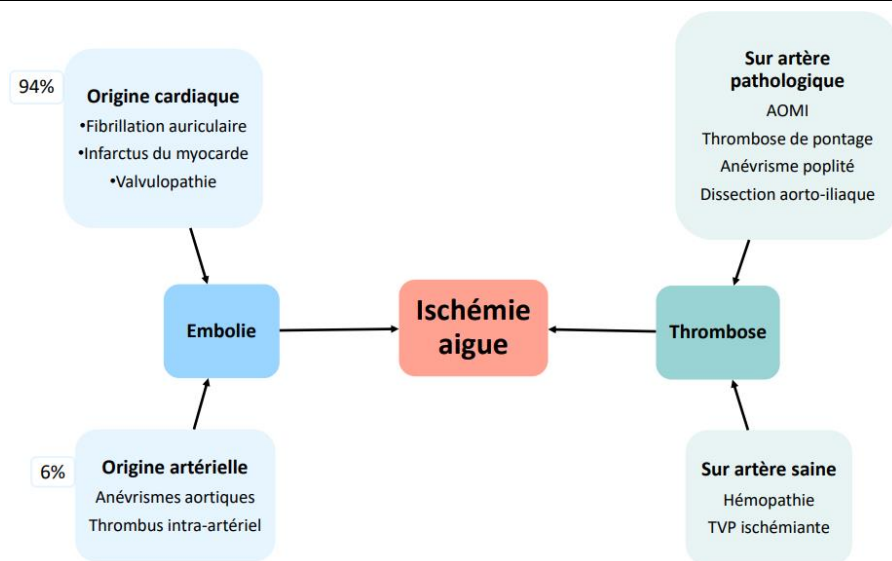 94%
Origine cardiaque
•Fibrillation auriculaire
•Infarctus du myocarde
•Valvulopathie
Sur artère
pathologique
AOMI
Thrombose de pontage
Anévrisme poplité
Dissection aorto-iliaque
Embolie
Ischémie
aigue
Thrombose
6%
Origine artérielle
Anévrismes aortiques
Thrombus intra-artériel
Sur artère saine
Hémopathie
TVP ischémiante